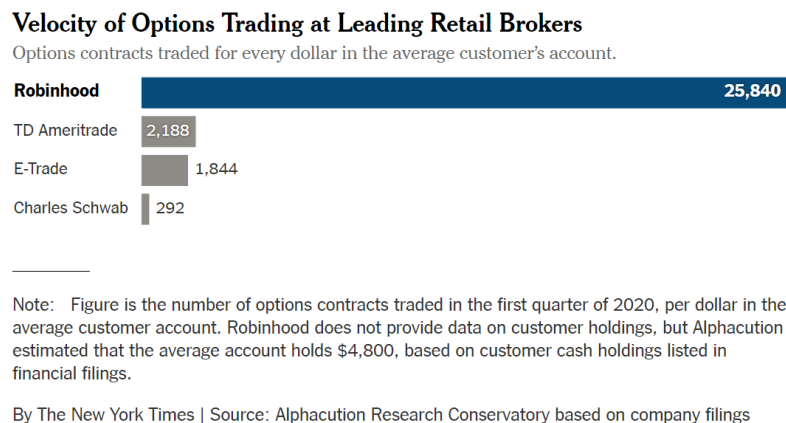 Velocity of Options Trading at Leading Retail Brokers
Options contracts traded for every dollar in the average customer's account.
Robinhood 25,840
TD Ameritrade 2,188
E-Trade 1,844
Charles Schwab 292
Note: Figure is the number of options contracts traded in the first quarter of 2020, per dollar in the
average customer account. Robinhood does not provide data on customer holdings, but Alphacution
estimated that the average account holds $4,800, based on customer cash holdings listed in
financial filings.
By The New York Times | Source: Alphacution Research Conservatory based on company filings